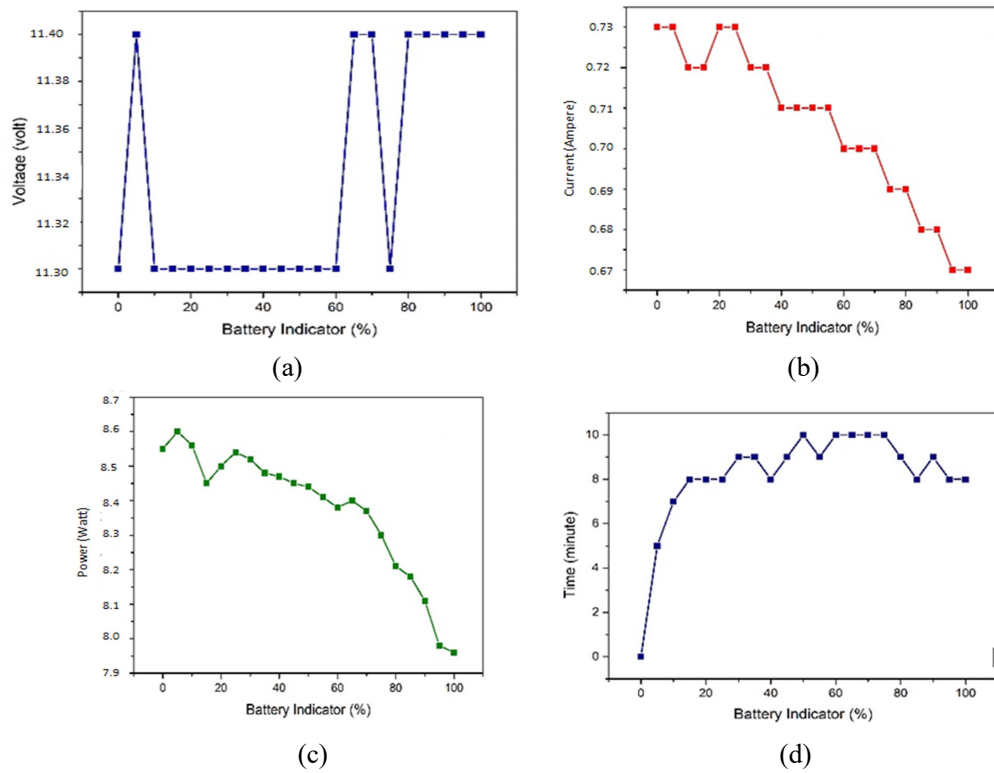 11.40
11.38
11.36
11.34
11.32
11.30
Voltage (volt)
0 20 40 60 80 100
Battery Indicator (%)
(a)
0.73
0.72
0.71
0.70
0.69
0.68
0.67
Current (Ampere)
0 20 40 60 80 100
Battery Indicator (%)
(b)
8.7
8.6
8.5
8.4
8.3
8.2
8.1
8.0
7.9
Power (Watt)
0 20 40 60 80 100
Battery Indicator (%)
(c)
10
8
6
4
2
0
Time (minute)
0 20 40 60 80 100
Battery Indicator (%)
(d)